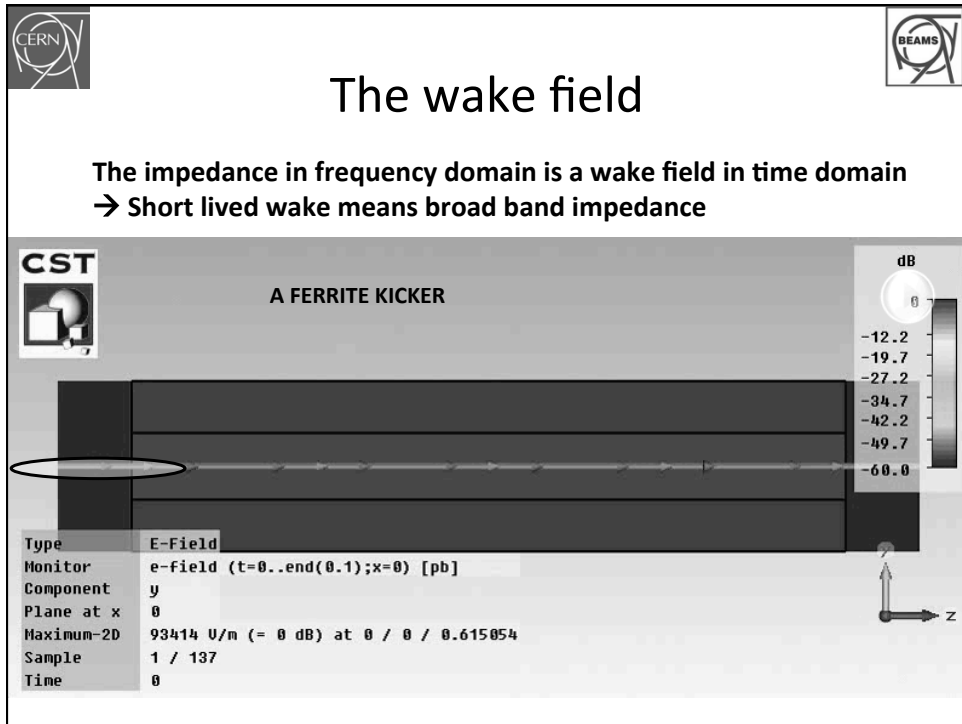 CERN
BEAMS
The wake field
The impedance in frequency domain is a wake field in time domain
→ Short lived wake means broad band impedance
CST
A FERRITE KICKER
dB
0
-12.2
-19.7
-27.2
-34.7
-42.2
-49.7
-60.0
Type E-Field
Monitor e-field (t=0..end(0.1);x=0) [pb]
Component y
Plane at x 0
Maximum-2D 93414 V/m (= 0 dB) at 0 / 0 / 0.615054
Sample 1 / 137
Time 0
y
z